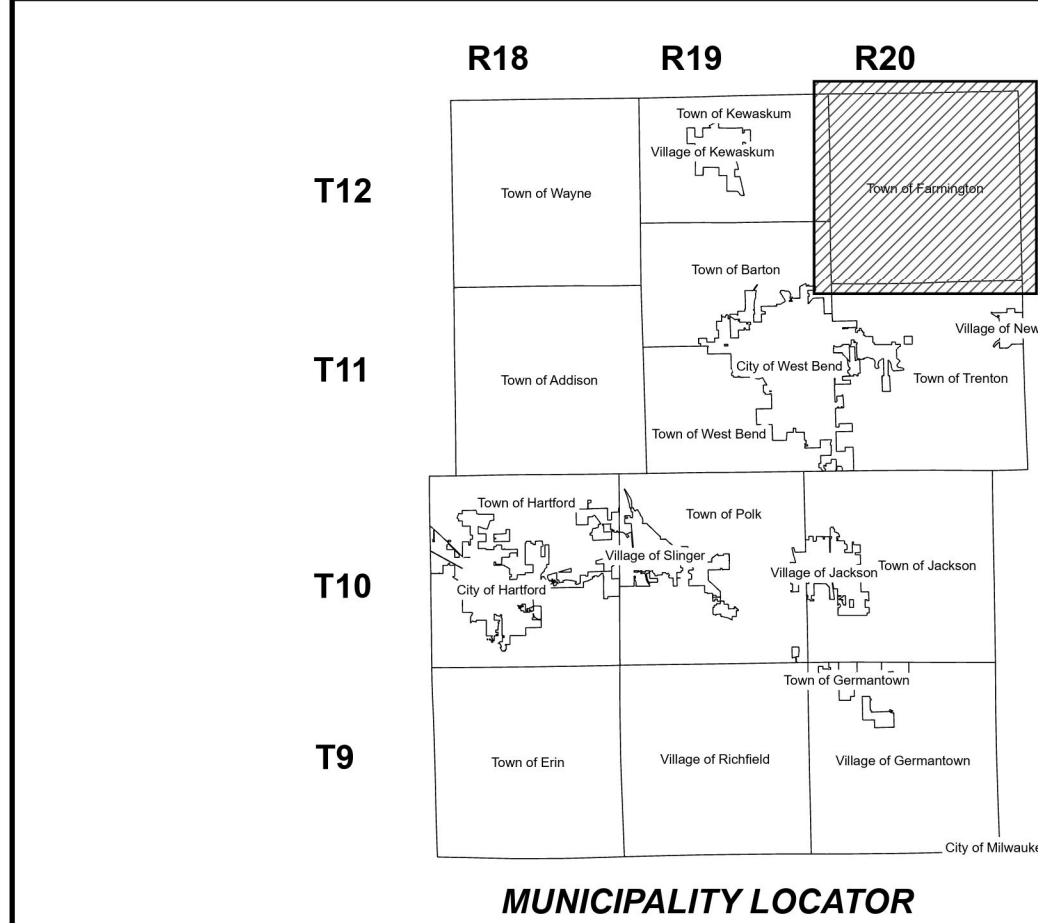 R18 R19 R20
Town of Kewaskum
Village of Kewaskum
T12
Town of Wayne
Town of Farmington
Town of Barton
Village of New
T11
City of West Bend
Town of Addison
Town of Trenton
Town of West Bend
Town of Hartford
Town of Polk
Village of Slinger
Town of Jackson
Village of Jackson
T10
City of Hartford
Town of Germantown
T9
Town of Erin
Village of Richfield
Village of Germantown
City of Milwauke
MUNICIPALITY LOCATOR